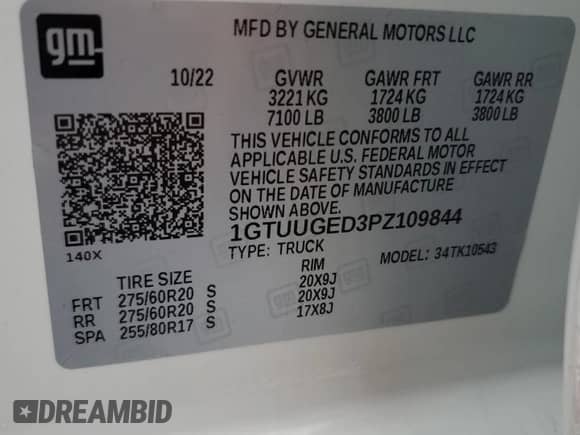 gm
MFD BY GENERAL MOTORS LLC
10/22 GVWR GAWR FRT GAWR RR
3221 KG 1724 KG 1724 KG
7100 LB 3800 LB 3800 LB
THIS VEHICLE CONFORMS TO ALL
APPLICABLE U.S. FEDERAL MOTOR
VEHICLE SAFETY STANDARDS IN EFFECT
ON THE DATE OF MANUFACTURE
SHOWN ABOVE.
1GTUUGED3PZ109844
140X
TYPE: TRUCK MODEL: 34TK10543
TIRE SIZE RIM
FRT 275/60R20 S 20X9J
RR 275/60R20 S 20X9J
SPA 255/80R17 S 17X8J
DREAMBID